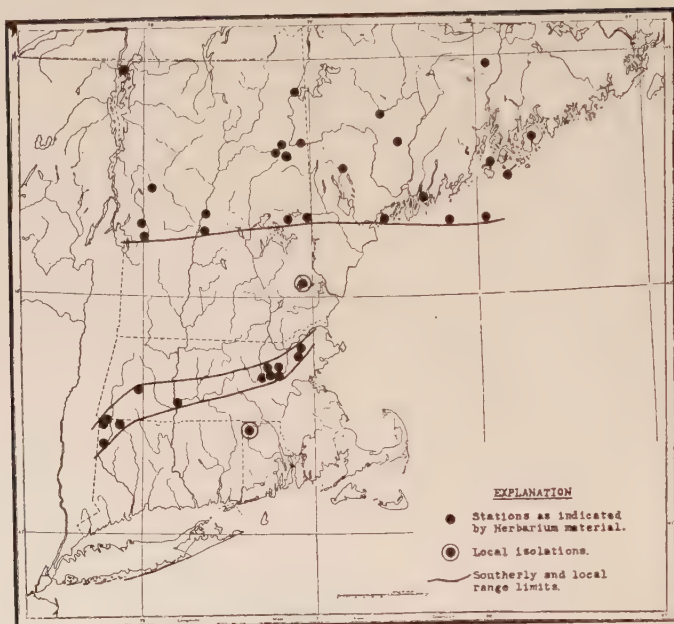 EXPLANATION
Stations as indicated
by Herbarium material.
Local isolations.
Southerly and local
range limits.